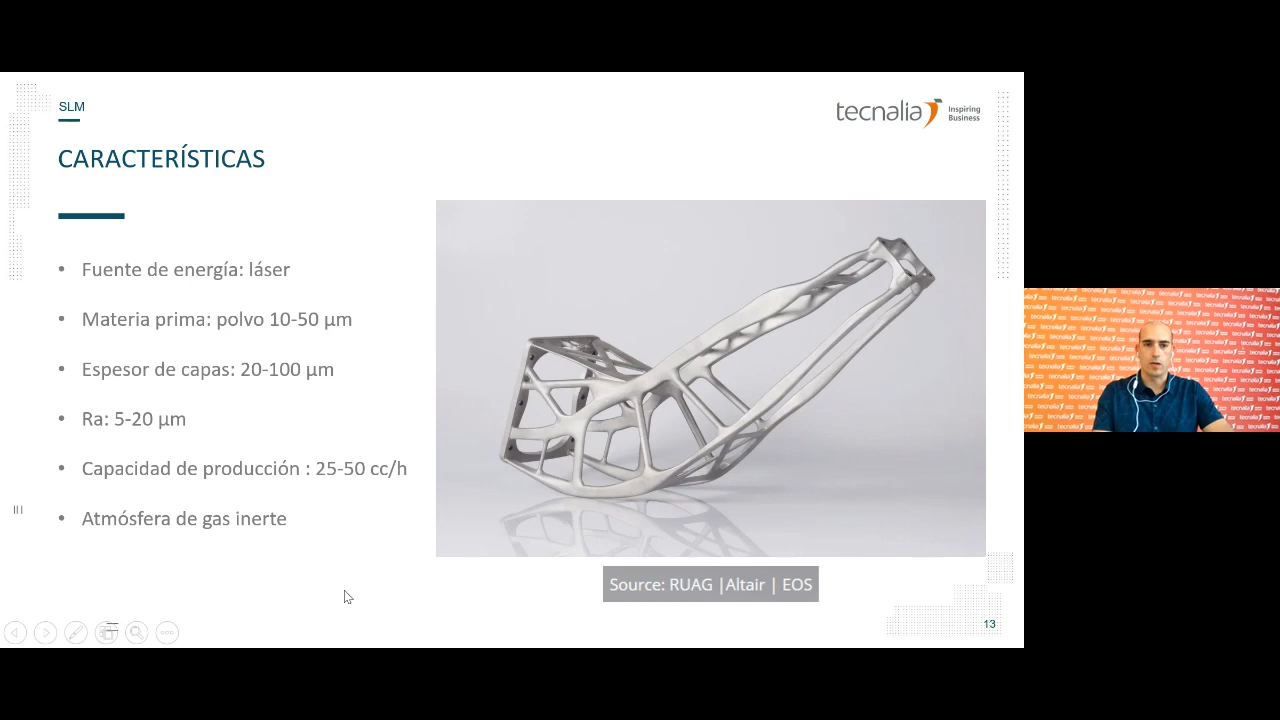 SLM
tecnalia Inspiring
Business
CARACTERÍSTICAS
• Fuente de energía: láser
• Materia prima: polvo 10-50 µm
• Espesor de capas: 20-100 µm
• Ra: 5-20 µm
• Capacidad de producción : 25-50 cc/h
• Atmósfera de gas inerte
Source: RUAG |Altair | EOS
13